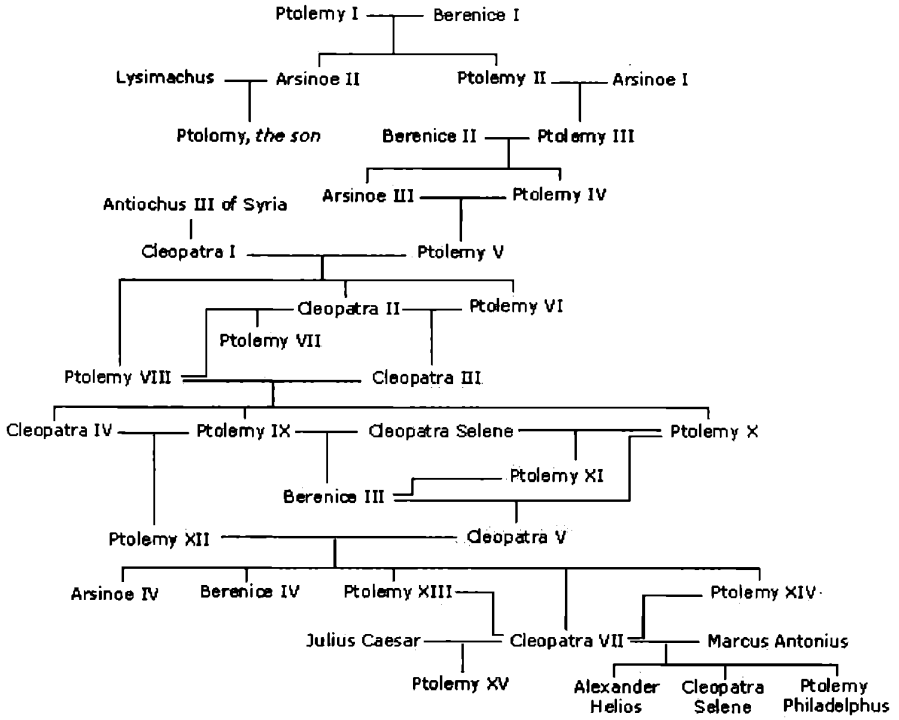 Ptolemy I Berenice I
Lysimachus Arsinoe II Ptolemy II Arsinoe I
Ptolomy, the son Berenice II Ptolemy III
Arsinoe III Ptolemy IV
Antiochus III of Syria
Cleopatra I Ptolemy V
Cleopatra II Ptolemy VI
Ptolemy VII
Ptolemy VIII Cleopatra III
Cleopatra IV Ptolemy IX Cleopatra Selene Ptolemy X
Ptolemy XI
Berenice III
Ptolemy XII Cleopatra V
Arsinoe IV Berenice IV Ptolemy XIII Ptolemy XIV
Julius Caesar Cleopatra VII Marcus Antonius
Ptolemy XV
Alexander Cleopatra Ptolemy
Helios Selene Philadelphus